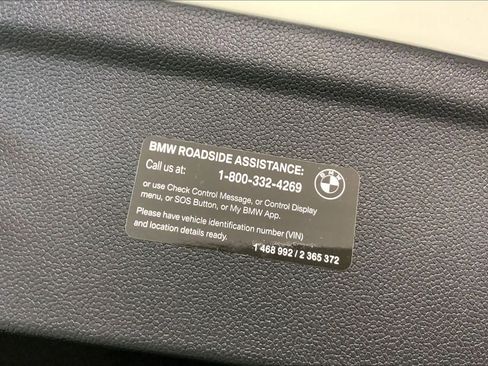 BMW ROADSIDE ASSISTANCE:
Call us at: 1-800-332-4269
or use Check Control Message, or Control Display
menu, or SOS Button, or My BMW App.
Please have vehicle identification number (VIN)
and location details ready.
1 468 992 / 2 365 372
BMW